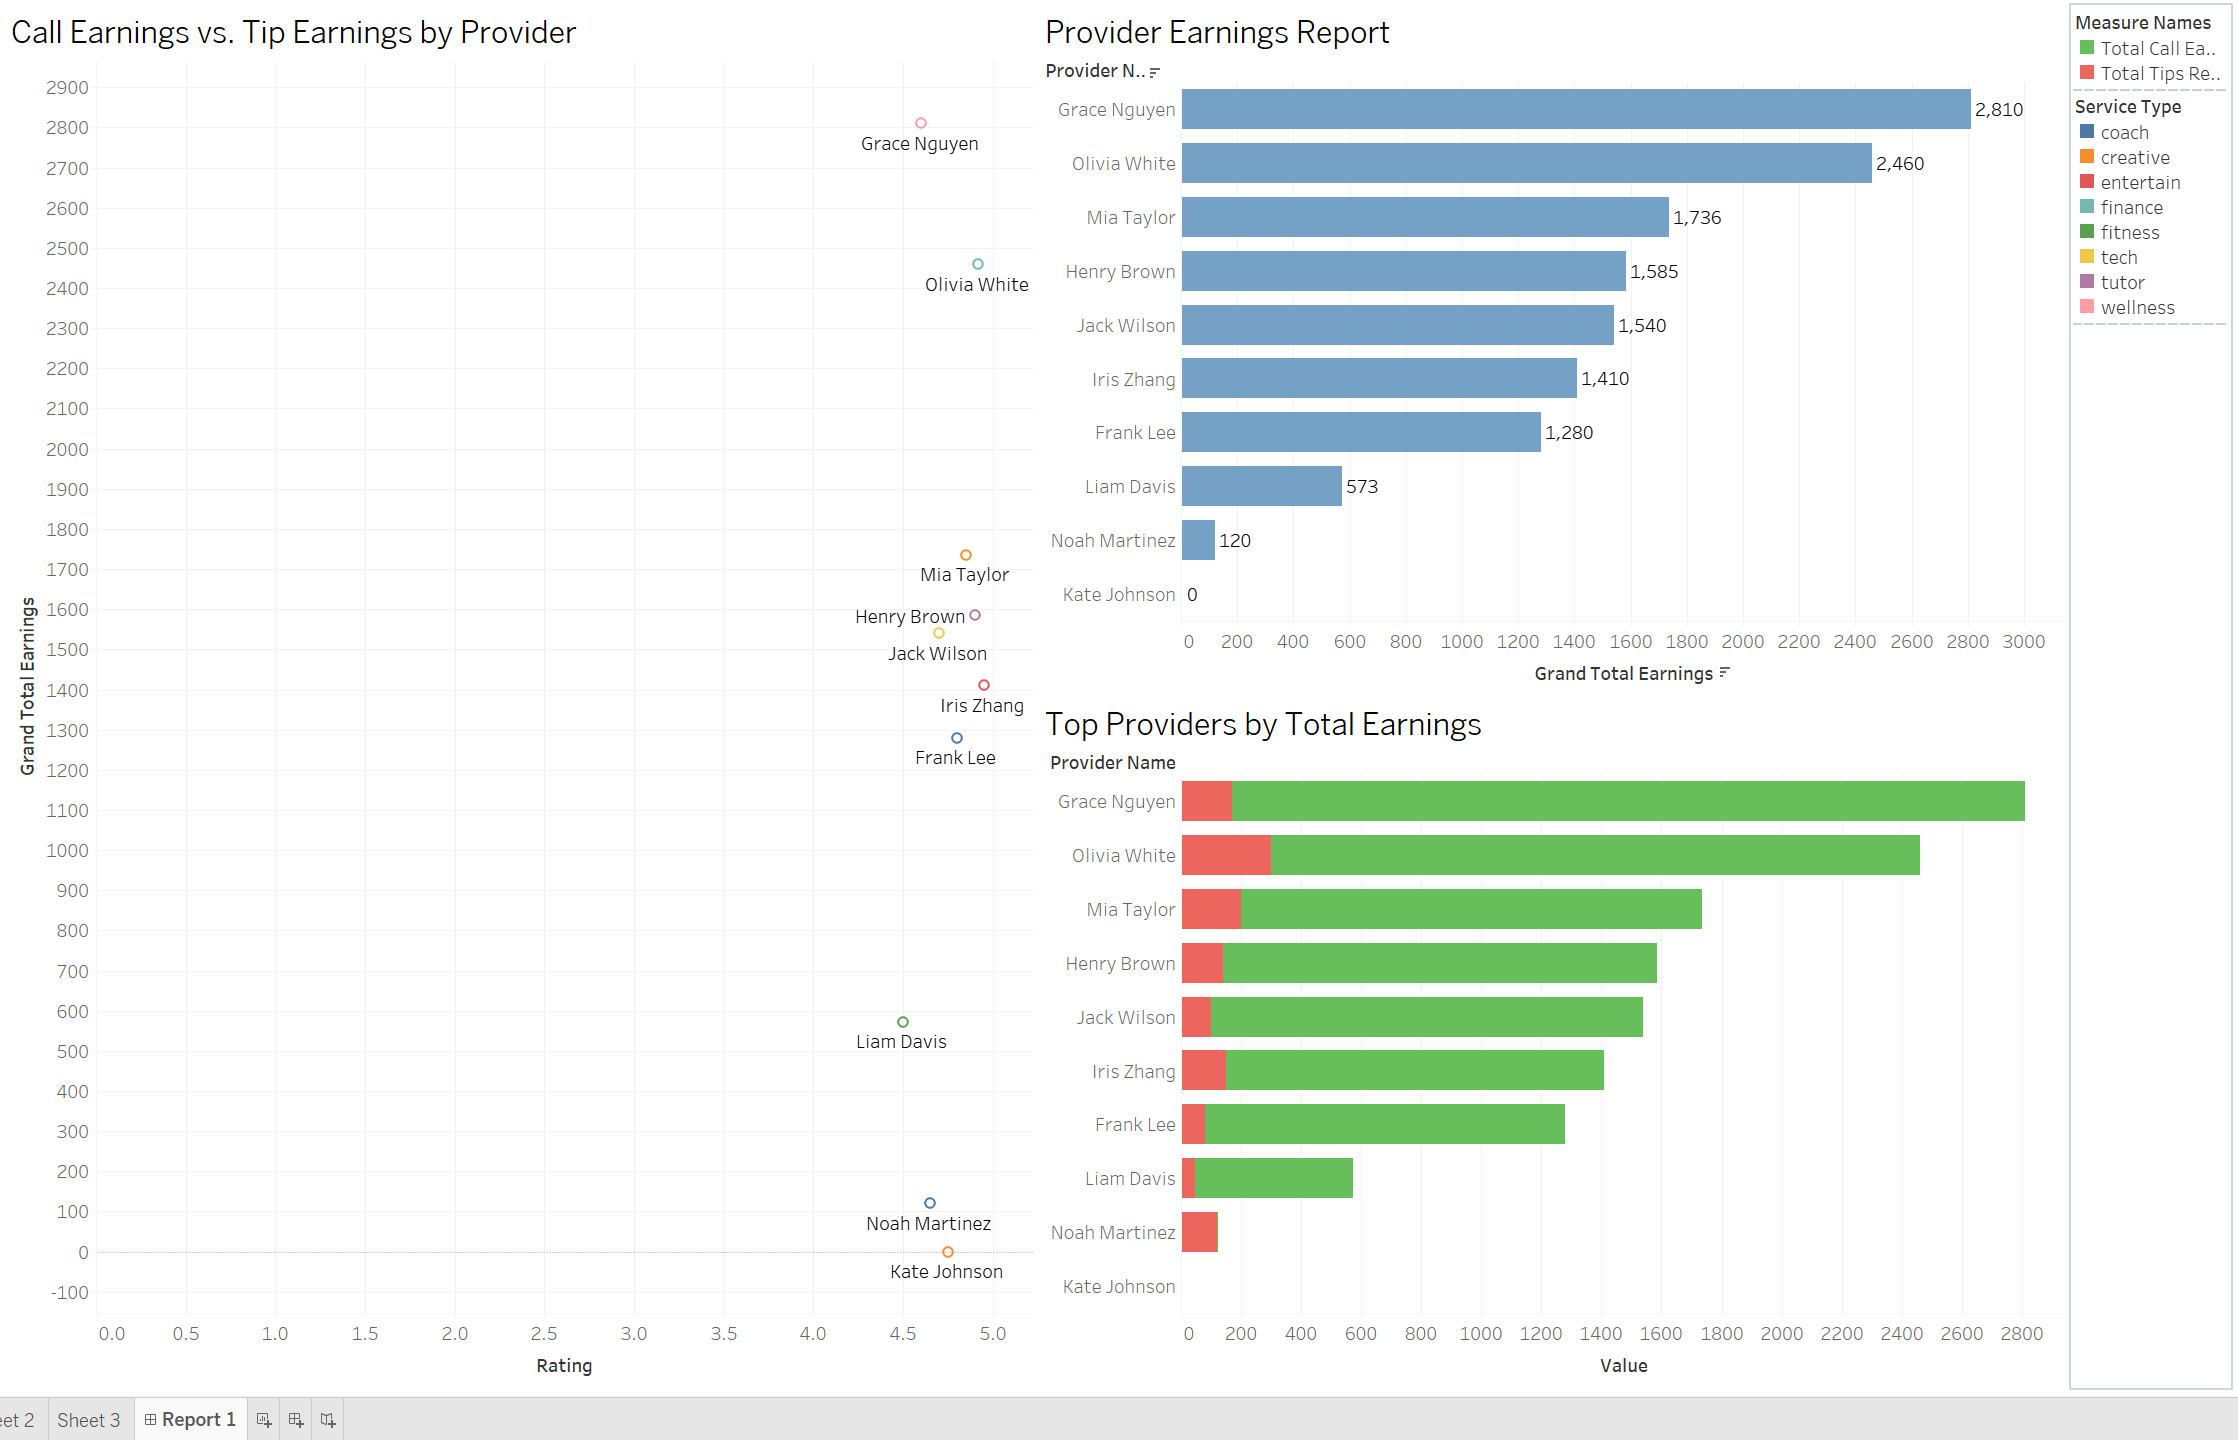 Call Earnings vs. Tip Earnings by Provider
2900
2800
2700
2600
2500
2400
2300
2200
2100
2000
1900
1800
1700
1600
1500
1400
1300
1200
1100
1000
900
800
700
600
500
400
300
200
100
0
-100
Grand Total Earnings
Grace Nguyen
Olivia White
Mia Taylor
Henry Brown
Jack Wilson
Iris Zhang
Frank Lee
Liam Davis
Noah Martinez
Kate Johnson
0.0 0.5 1.0 1.5 2.0 2.5 3.0 3.5 4.0 4.5 5.0
Rating
Provider Earnings Report
Provider N..
Grace Nguyen 2,810
Olivia White 2,460
Mia Taylor 1,736
Henry Brown 1,585
Jack Wilson 1,540
Iris Zhang 1,410
Frank Lee 1,280
Liam Davis 573
Noah Martinez 120
Kate Johnson 0
0 200 400 600 800 1000 1200 1400 1600 1800 2000 2200 2400 2600 2800 3000
Grand Total Earnings
Top Providers by Total Earnings
Provider Name
Grace Nguyen
Olivia White
Mia Taylor
Henry Brown
Jack Wilson
Iris Zhang
Frank Lee
Liam Davis
Noah Martinez
Kate Johnson
0 200 400 600 800 1000 1200 1400 1600 1800 2000 2200 2400 2600 2800
Value
Measure Names
Total Call Ea..
Total Tips Re..
Service Type
coach
creative
entertain
finance
fitness
tech
tutor
wellness
eet 2 Sheet 3 Report 1